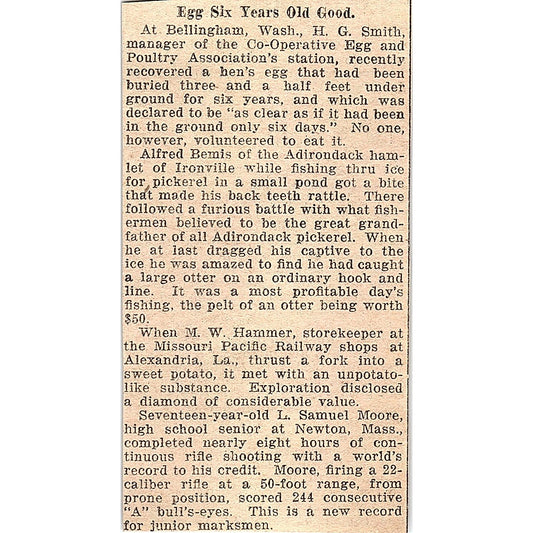 Egg Six Years Old Good.
At Bellingham, Wash., H. G. Smith,
manager of the Co-Operative Egg and
Poultry Association's station, recently
recovered a hen's egg that had been
buried three and a half feet under
ground for six years, and which was
declared to be "as clear as if it had been
in the ground only six days." No one,
however, volunteered to eat it.
Alfred Bemis of the Adirondack ham-
let of Ironville while fishing thru ice
for pickerel in a small pond got a bite
that made his back teeth rattle. There
followed a furious battle with what fish-
ermen believed to be the great grand-
father of all Adirondack pickerel. When
he at last dragged his captive to the
ice he was amazed to find he had caught
a large otter on an ordinary hook and
line. It was a most profitable day's
fishing, the pelt of an otter being worth
$50.
When M. W. Hammer, storekeeper at
the Missouri Pacific Railway shops at
Alexandria, La., thrust a fork into a
sweet potato, it met with an unpotato-
like substance. Exploration disclosed
a diamond of considerable value.
Seventeen-year-old L. Samuel Moore,
high school senior at Newton, Mass.,
completed nearly eight hours of con-
tinuous rifle shooting with a world's
record to his credit. Moore, firing a 22-
caliber rifle at a 50-foot range, from
prone position, scored 244 consecutive
"A" bull's-eyes. This is a new record
for junior marksmen.